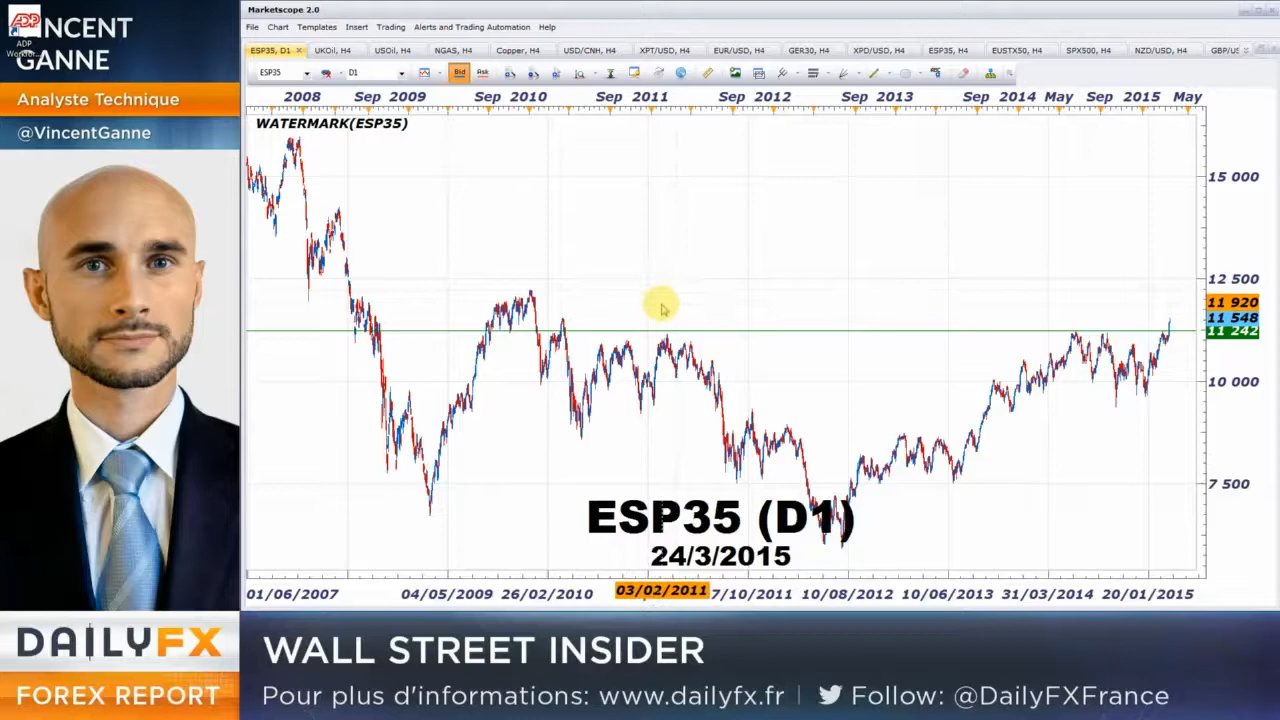 VINCENT
GANNE
Analyste Technique
@VincentGanne
ADP
Marketscope 2.0
File Chart Templates Insert Trading Alerts and Trading Automation Help
ESP35, D1 UKOil, H4 USOil, H4 NGAS, H4 Copper, H4 USD/CNH, H4 XPT/USD, H4 EUR/USD, H4 GER30, H4 XPD/USD, H4 ESP35, H4 EUSTX50, H4 SPX500, H4 NZD/USD, H4 GBP/US
ESP35 D1 Bid Ask
2008 Sep 2009 Sep 2010 Sep 2011 Sep 2012 Sep 2013 Sep 2014 May Sep 2015 May
WATERMARK(ESP35)
15 000
12 500
11 920
11 548
11 242
10 000
7 500
ESP35 (D1)
24/3/2015
01/06/2007 04/05/2009 26/02/2010 03/02/2011 7/10/2011 10/08/2012 10/06/2013 31/03/2014 20/01/2015
DAILYFX
FOREX REPORT
WALL STREET INSIDER
Pour plus d'informations: www.dailyfx.fr | Follow: @DailyFXFrance